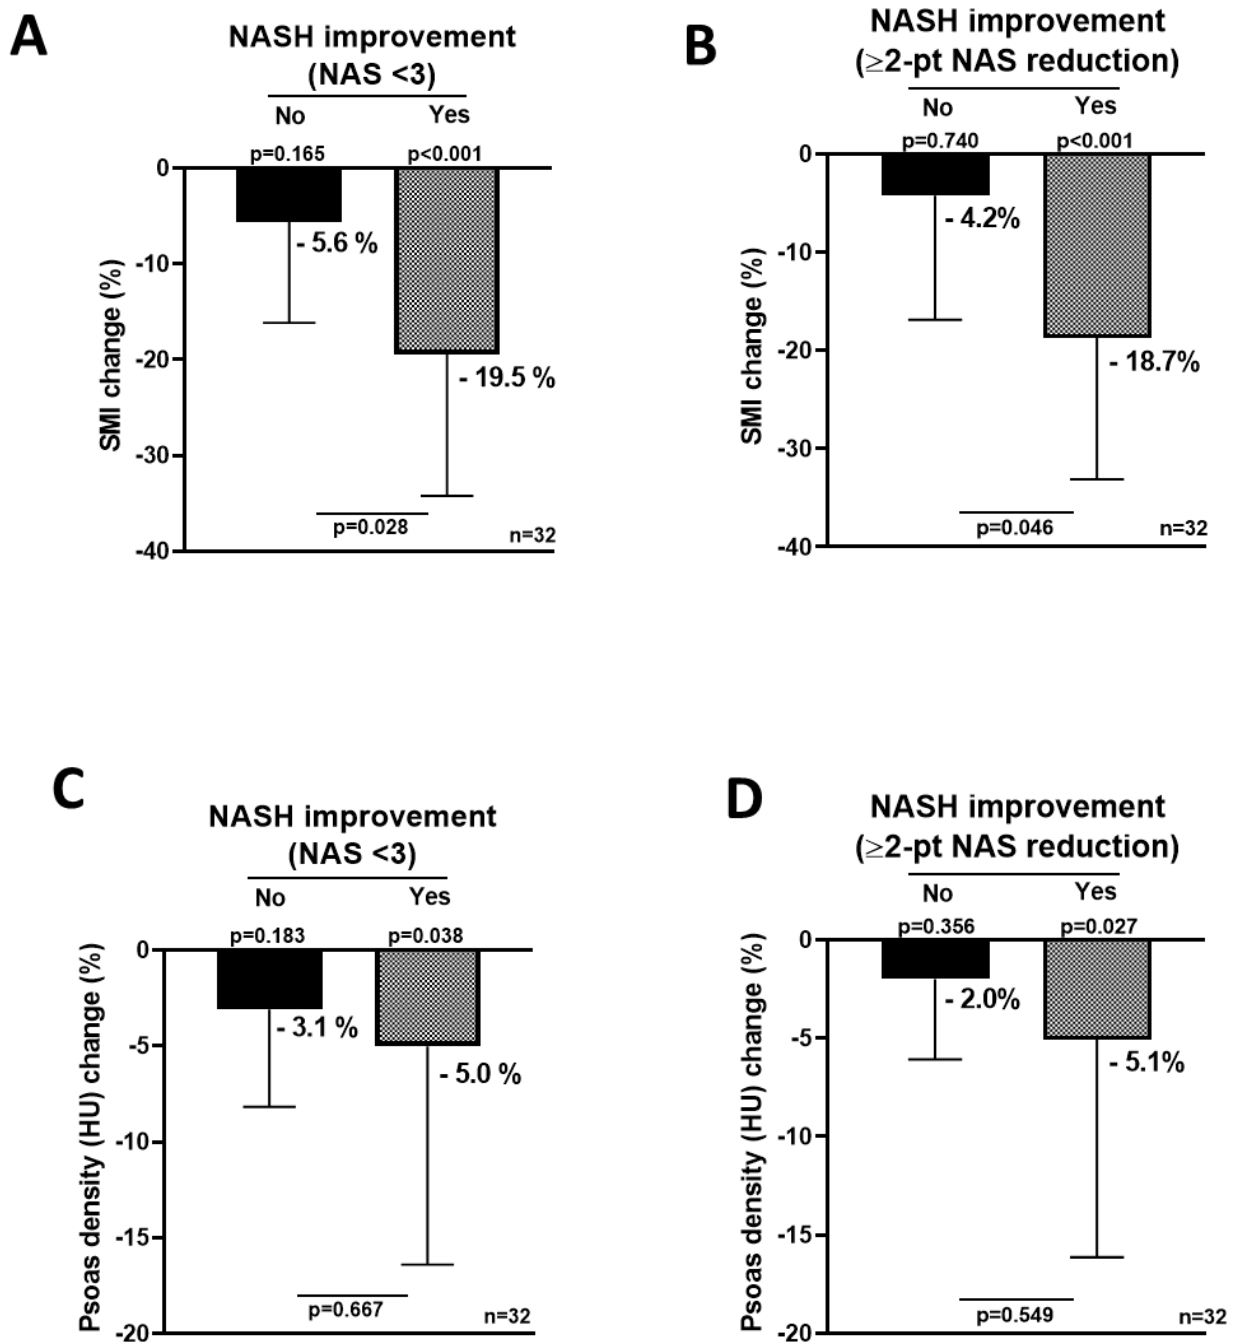 A
NASH improvement
(NAS <3)
No Yes
p=0.165 p<0.001
0
-10
-20
-30
-40
SMI change (%)
- 5.6 %
- 19.5 %
p=0.028
n=32
B
NASH improvement
(≥2-pt NAS reduction)
No Yes
p=0.740 p<0.001
0
-10
-20
-30
-40
SMI change (%)
- 4.2%
- 18.7%
p=0.046
n=32
C
NASH improvement
(NAS <3)
No Yes
p=0.183 p=0.038
0
-5
-10
-15
-20
Psoas density (HU) change (%)
- 3.1 %
- 5.0 %
p=0.667
n=32
D
NASH improvement
(≥2-pt NAS reduction)
No Yes
p=0.356 p=0.027
0
-5
-10
-15
-20
Psoas density (HU) change (%)
- 2.0%
- 5.1%
p=0.549
n=32